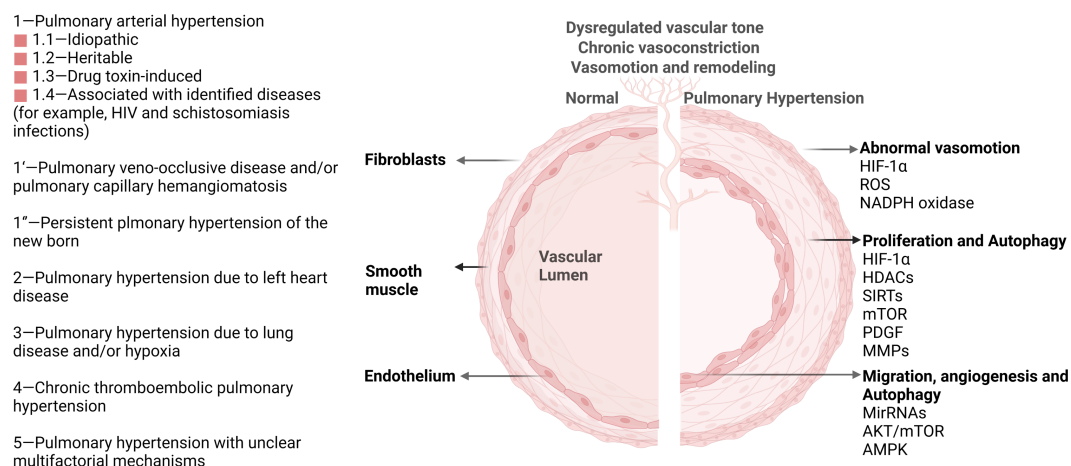 1—Pulmonary arterial hypertension
1.1—Idiopathic
1.2—Heritable
1.3—Drug toxin-induced
1.4—Associated with identified diseases
(for example, HIV and schistosomiasis
infections)
1‘—Pulmonary veno-occlusive disease and/or
pulmonary capillary hemangiomatosis
1”—Persistent plmonary hypertension of the
new born
2—Pulmonary hypertension due to left heart
disease
3—Pulmonary hypertension due to lung
disease and/or hypoxia
4—Chronic thromboembolic pulmonary
hypertension
5—Pulmonary hypertension with unclear
multifactorial mechanisms
Dysregulated vascular tone
Chronic vasoconstriction
Vasomotion and remodeling
Normal
Pulmonary Hypertension
Fibroblasts
Smooth
muscle
Endothelium
Vascular
Lumen
Abnormal vasomotion
HIF-1α
ROS
NADPH oxidase
Proliferation and Autophagy
HIF-1α
HDACs
SIRTs
mTOR
PDGF
MMPs
Migration, angiogenesis and
Autophagy
MirRNAs
AKT/mTOR
AMPK